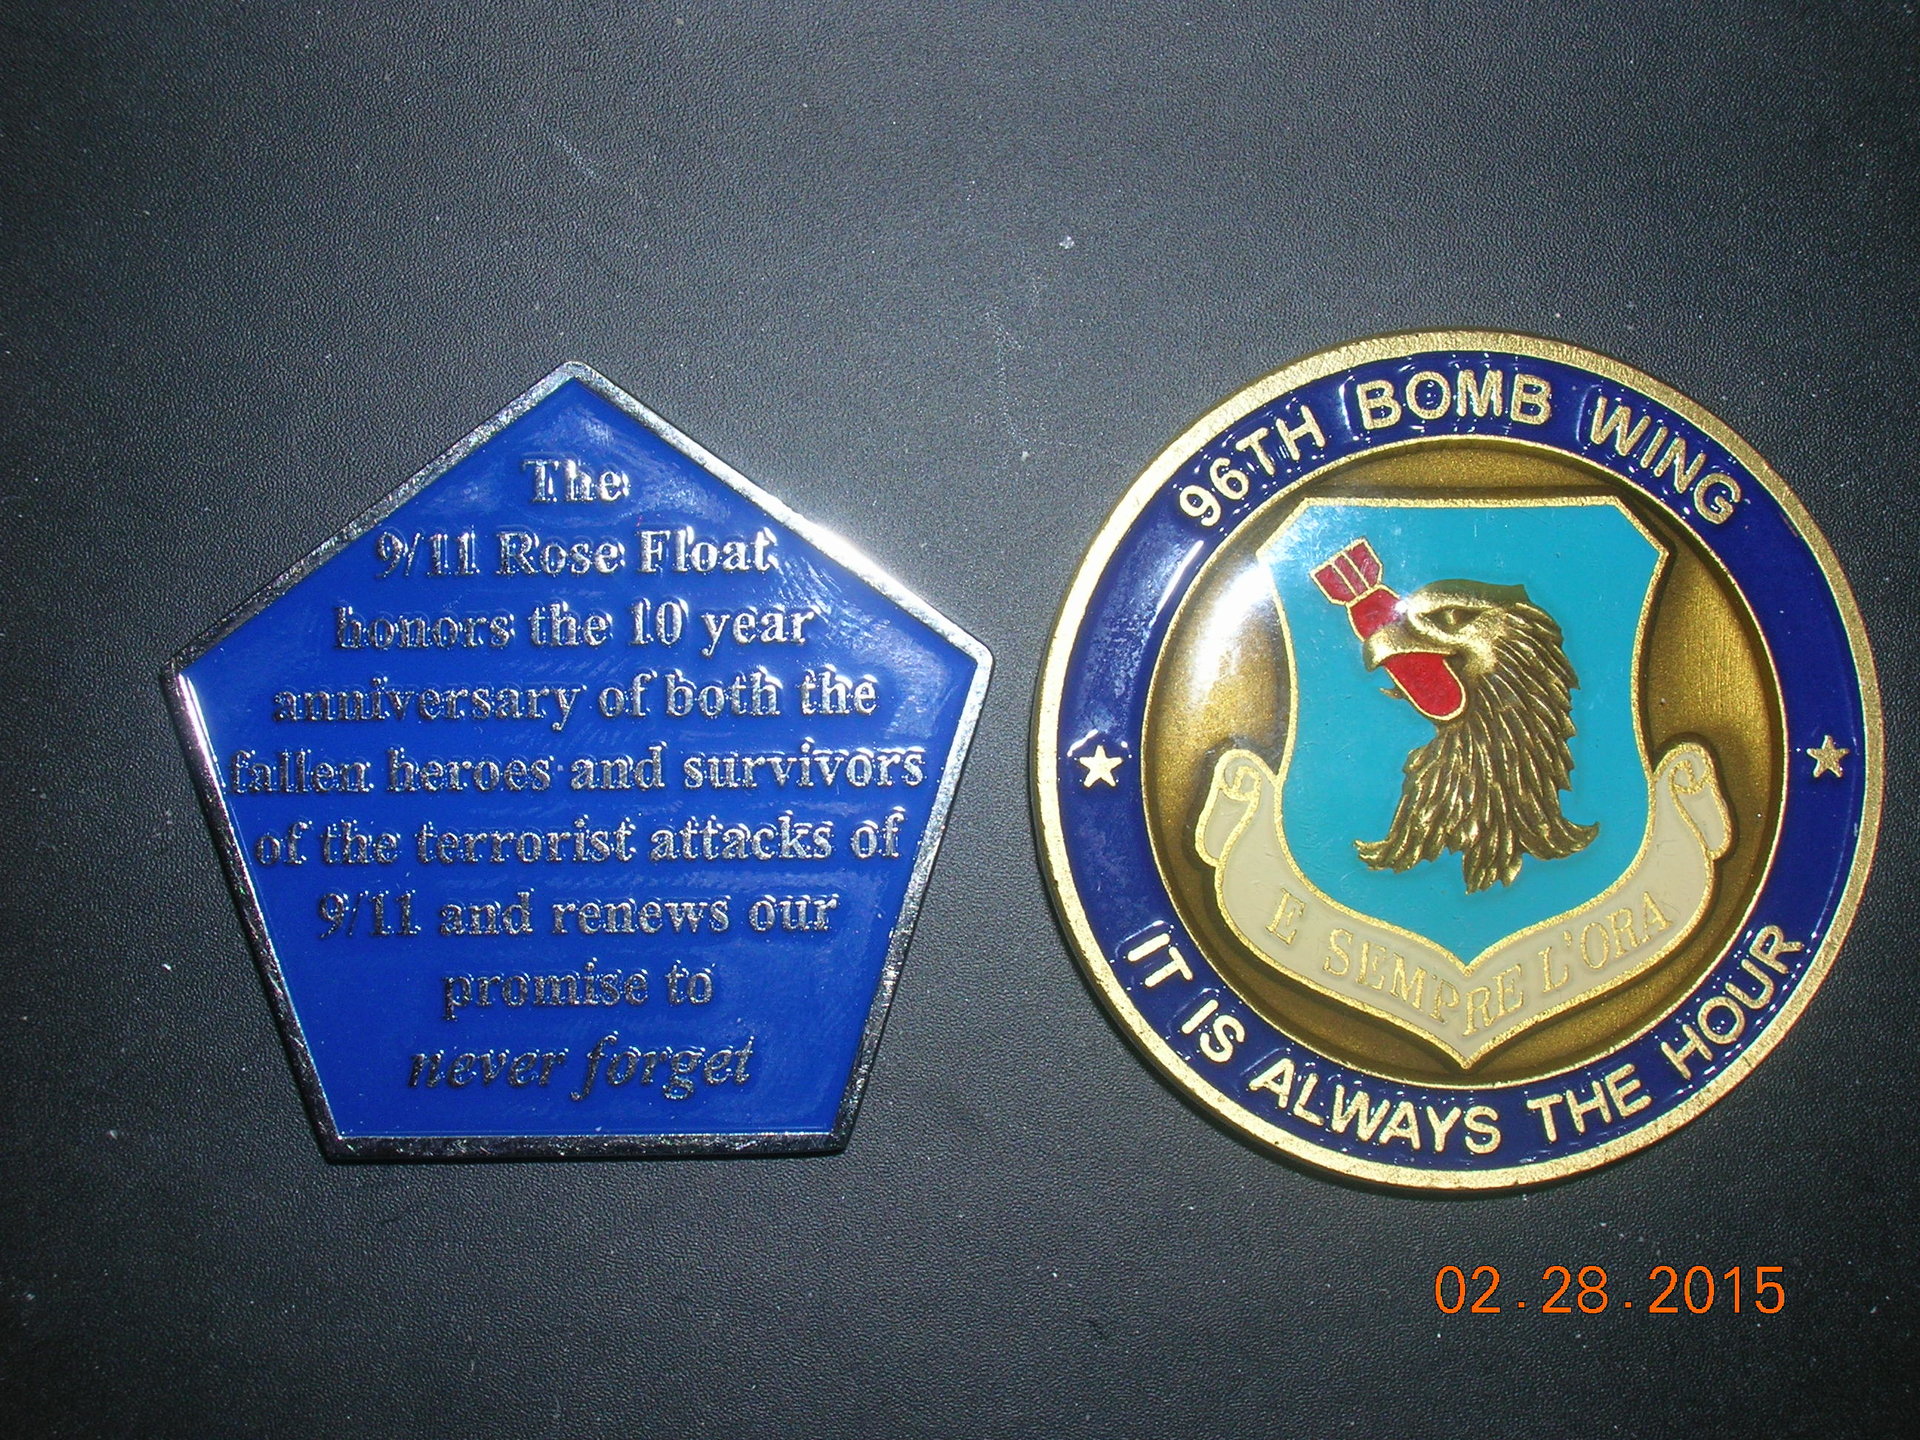 The
9/11 Rose Float
honors the 10 year
anniversary of both the
fallen heroes and survivors
of the terrorist attacks of
9/11 and renews our
promise to
never forget
96TH BOMB WING
E SEMPRE L'ORA
IT IS ALWAYS THE HOUR
02.28.2015